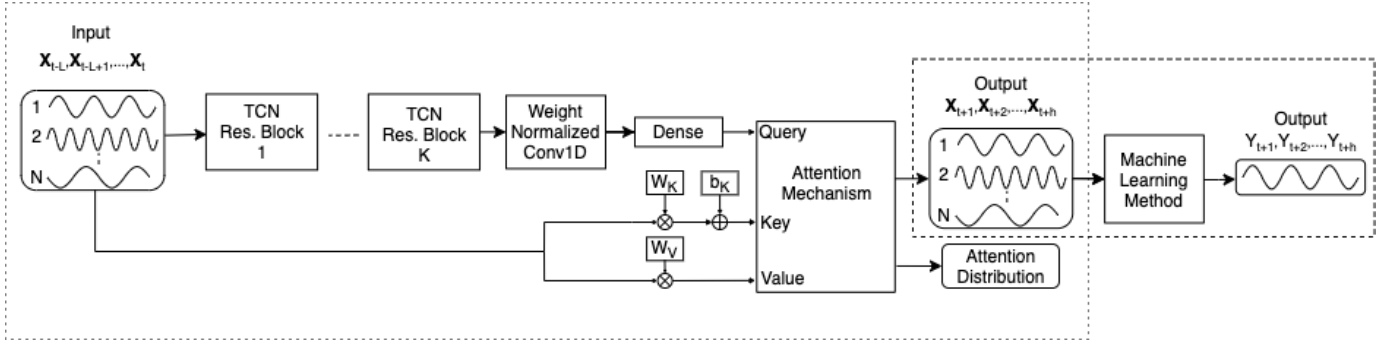 Input
X_{t-L},X_{t-L+1},...,X_t
1
2
N
TCN
Res. Block
1
TCN
Res. Block
K
Weight
Normalized
Conv1D
Dense
W_K
b_K
W_V
Query
Attention
Mechanism
Key
Value
Output
X_{t+1},X_{t+2},...,X_{t+h}
1
2
N
Attention
Distribution
Machine
Learning
Method
Output
Y_{t+1},Y_{t+2},...,Y_{t+h}